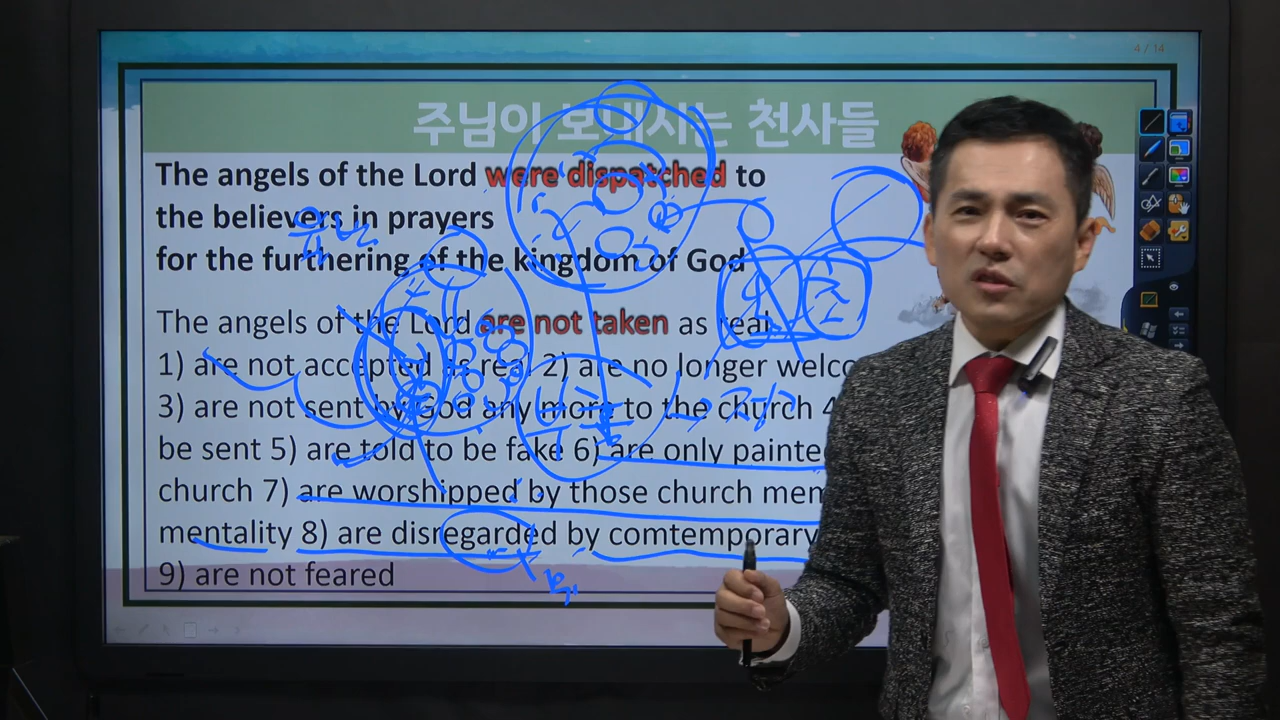 4 / 14
주님이 보내시는 천사들
The angels of the Lord were dispatched to
the believers in prayers
for the furthering of the kingdom of God
The angels of the Lord are not taken as real
1) are not accepted as real 2) are no longer
3) are not sent by God any more to the church
be sent 5) are told to be fake 6) are only
church 7) are worshipped by those church
mentality 8) are disregarded by comtemporary
9) are not feared